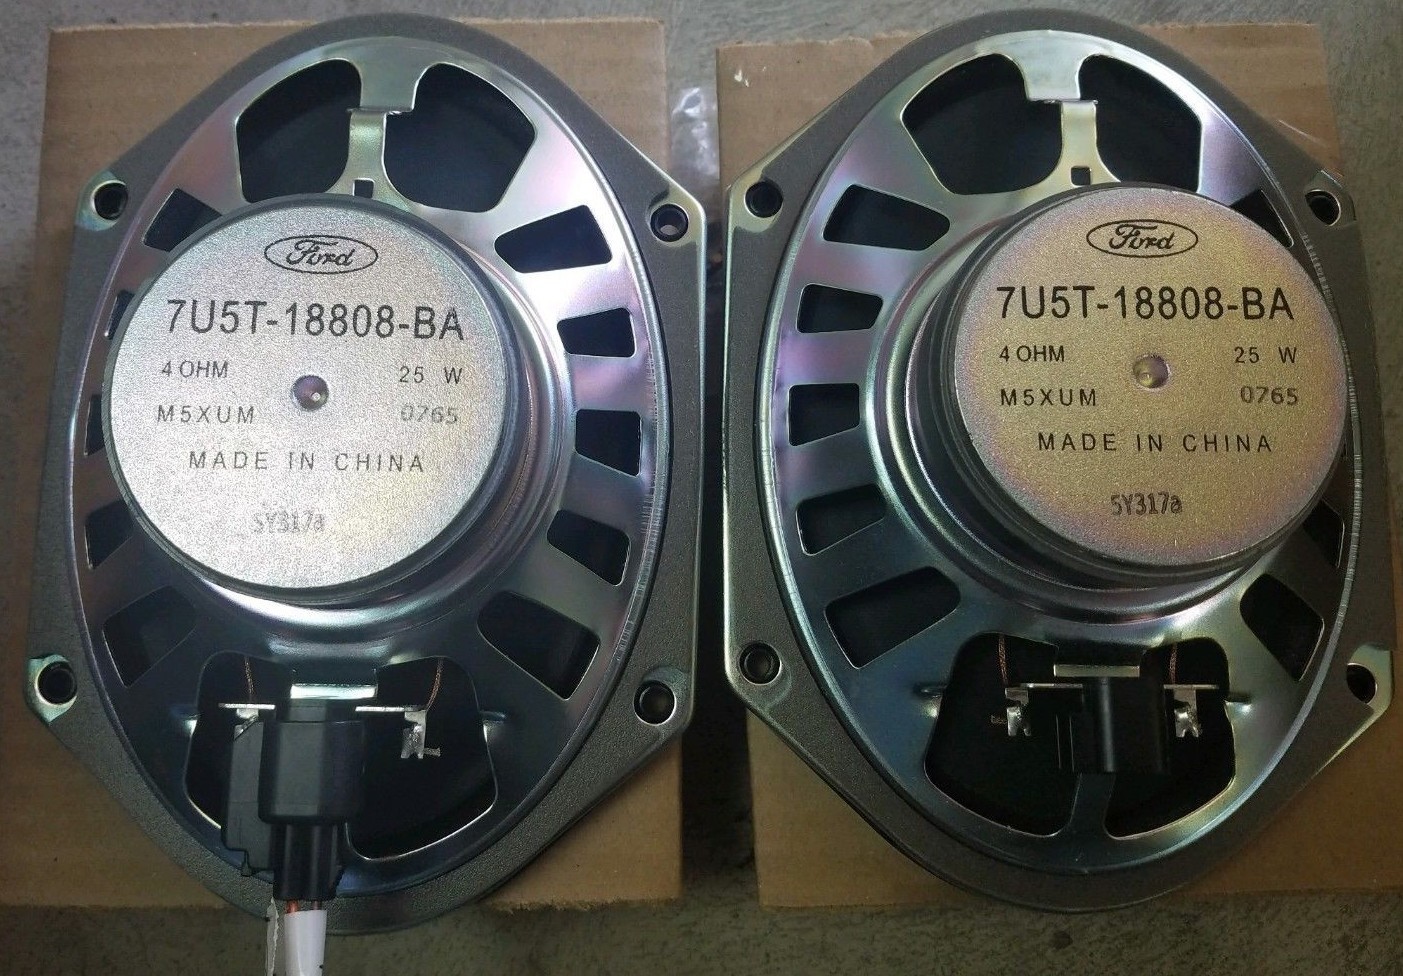 Ford
7U5T-18808-BA
4 OHM 25 W
M5XUM 0765
MADE IN CHINA
5Y317a
Ford
7U5T-18808-BA
4 OHM 25 W
M5XUM 0765
MADE IN CHINA
5Y317a